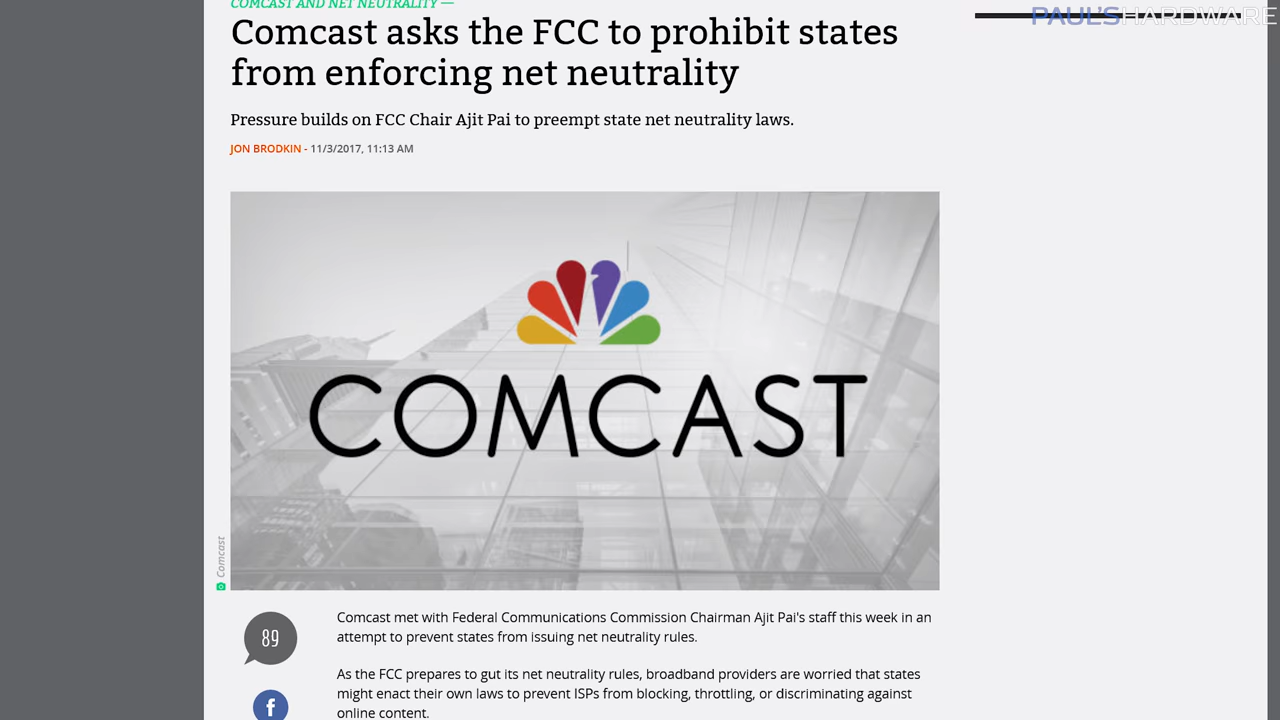 COMCAST AND NET NEUTRALITY —
PAUL'SHARDWARE
Comcast asks the FCC to prohibit states
from enforcing net neutrality
Pressure builds on FCC Chair Ajit Pai to preempt state net neutrality laws.
JON BRODKIN - 11/3/2017, 11:13 AM
COMCAST
Comcast
89
Comcast met with Federal Communications Commission Chairman Ajit Pai's staff this week in an
attempt to prevent states from issuing net neutrality rules.
As the FCC prepares to gut its net neutrality rules, broadband providers are worried that states
might enact their own laws to prevent ISPs from blocking, throttling, or discriminating against
online content.
f